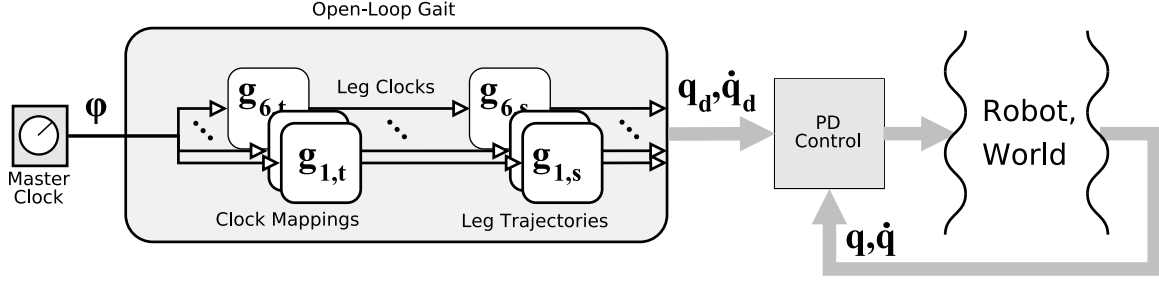 Open-Loop Gait
φ
Master
Clock
g6,t
Leg Clocks
g6,s
g1,t
g1,s
Clock Mappings
Leg Trajectories
qd,q̇d
PD
Control
Robot,
World
q,q̇